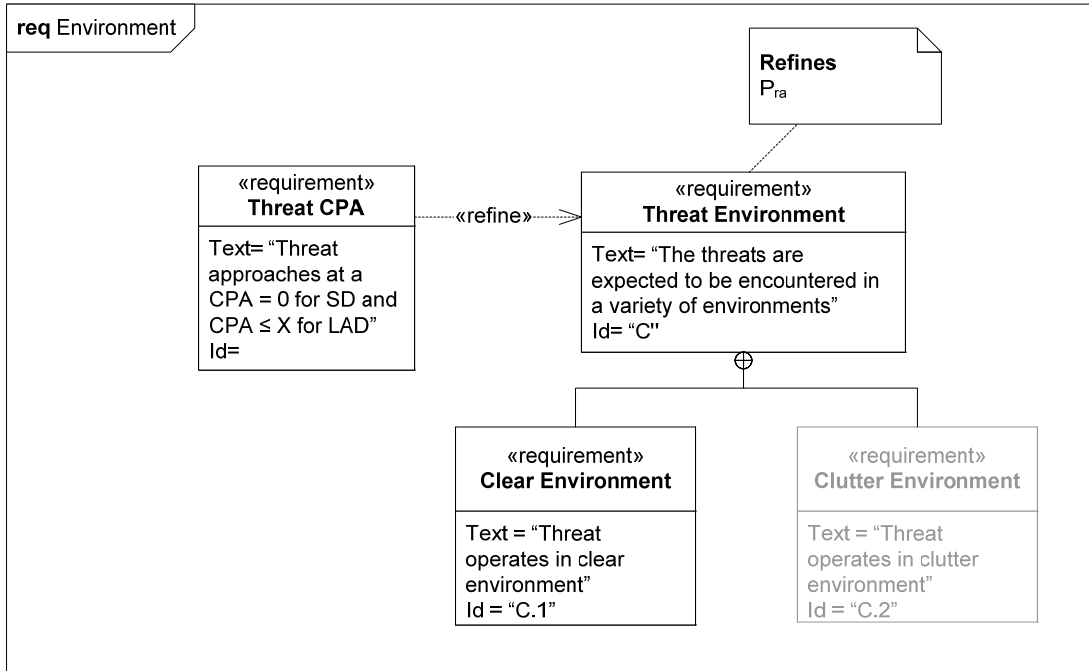 req Environment
Refines
Pra
«requirement»
Threat CPA
Text= “Threat
approaches at a
CPA = 0 for SD and
CPA ≤ X for LAD”
Id=
«refine»
«requirement»
Threat Environment
Text= “The threats are
expected to be encountered in
a variety of environments”
Id= “C"
«requirement»
Clear Environment
Text = “Threat
operates in clear
environment”
Id = “C.1”
«requirement»
Clutter Environment
Text = “Threat
operates in clutter
environment”
Id = “C.2”